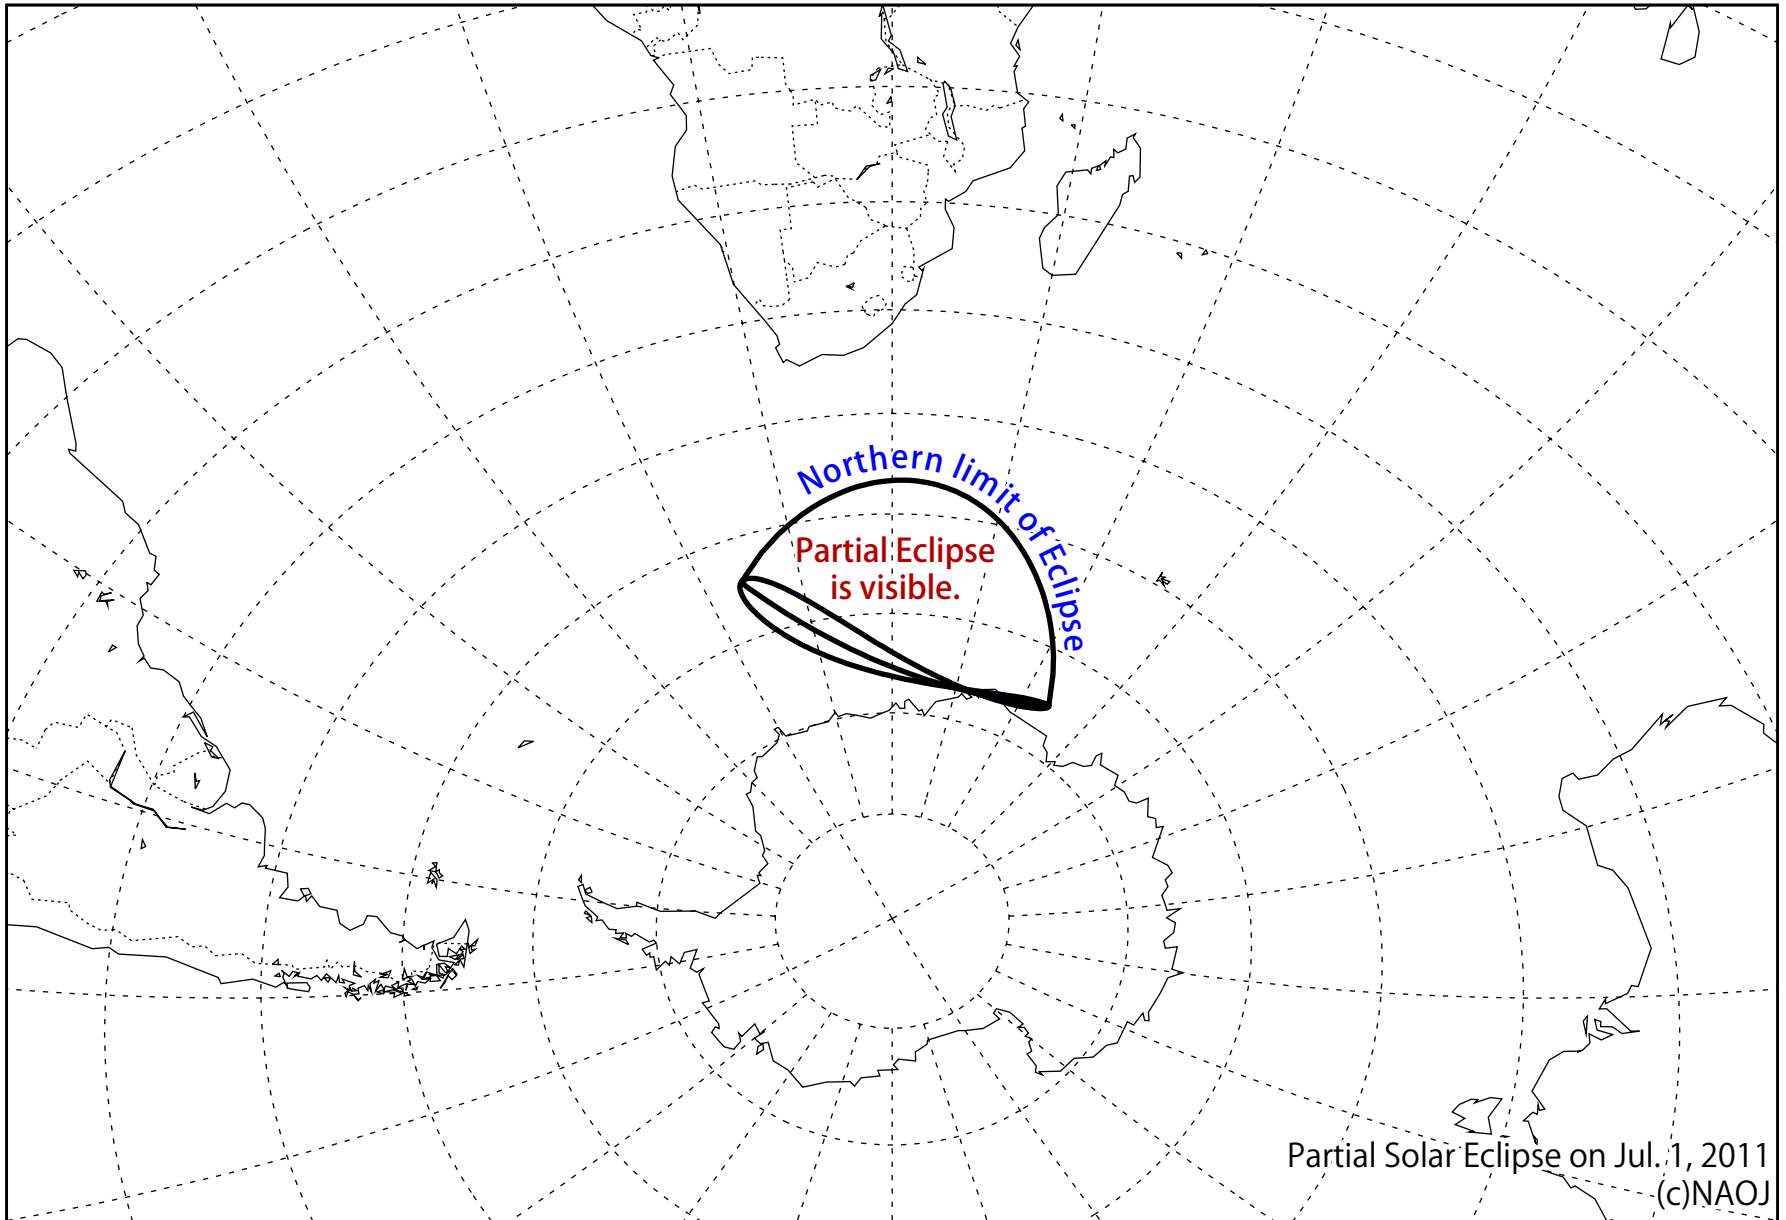 Northern limit of Eclipse
Partial Eclipse
is visible.
Partial Solar Eclipse on Jul. 1, 2011
(c)NAOJ